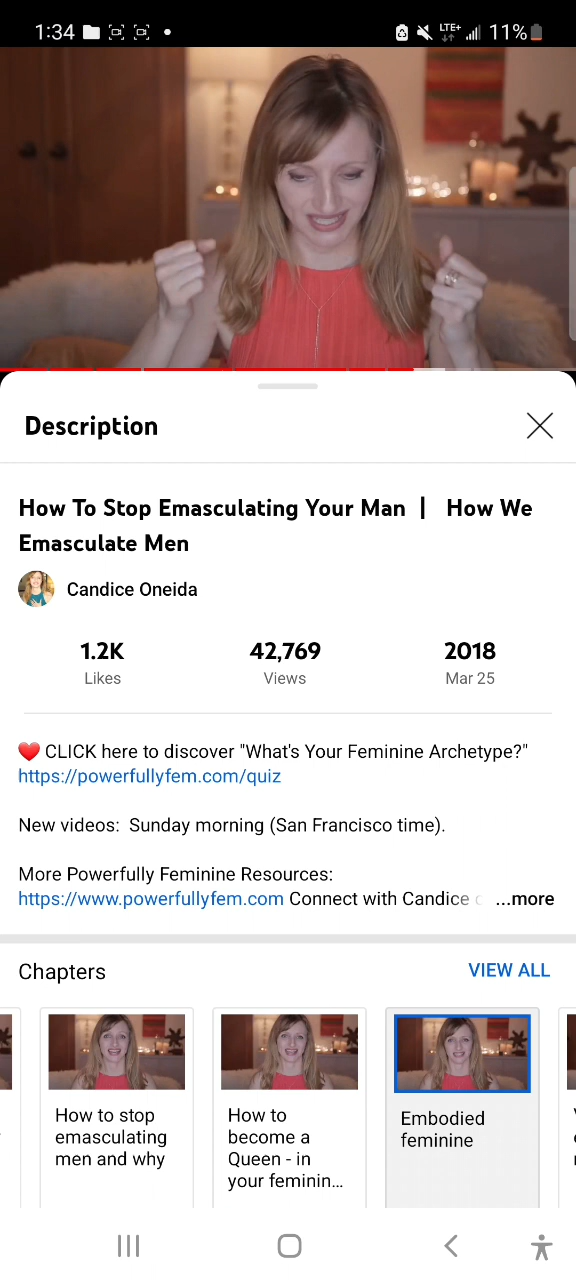 1:34
LTE+
11%
Description
How To Stop Emasculating Your Man | How We
Emasculate Men
Candice Oneida
1.2K
42,769
2018
Likes
Views
Mar 25
CLICK here to discover "What's Your Feminine Archetype?"
https://powerfullyfem.com/quiz
New videos: Sunday morning (San Francisco time).
More Powerfully Feminine Resources:
https://www.powerfullyfem.com Connect with Candice ...more
Chapters
VIEW ALL
How to stop
emasculating
men and why
How to
become a
Queen - in
your feminin...
Embodied
feminine